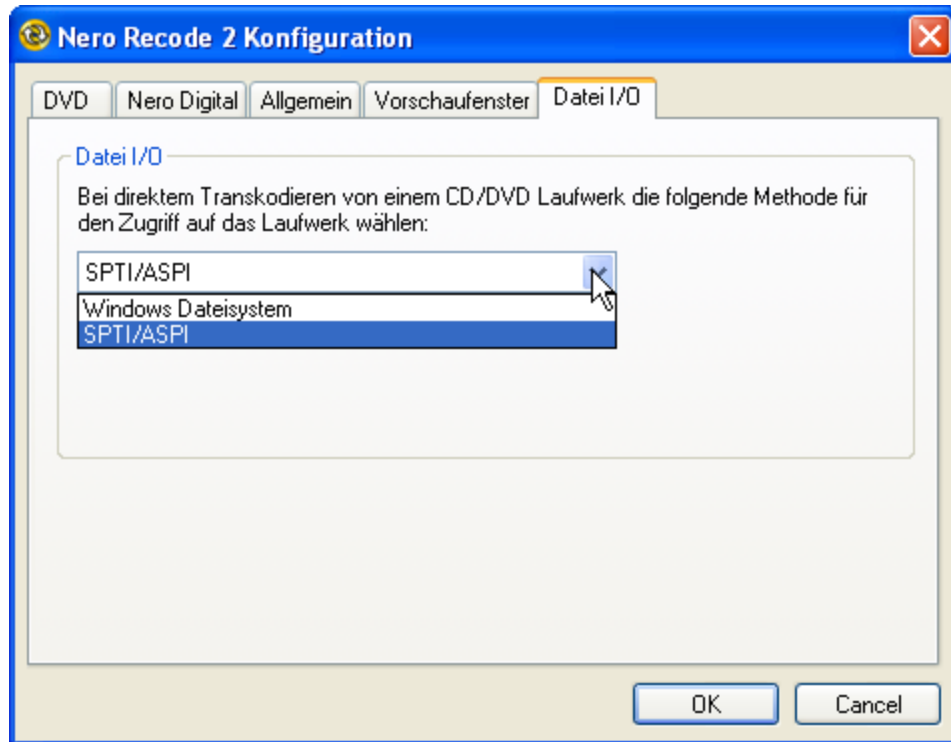 Nero Recode 2 Konfiguration
DVD Nero Digital Allgemein Vorschaufenster Datei I/O
Datei I/O
Bei direktem Transkodieren von einem CD/DVD Laufwerk die folgende Methode für
den Zugriff auf das Laufwerk wählen:
SPTI/ASPI
Windows Dateisystem
SPTI/ASPI
OK Cancel